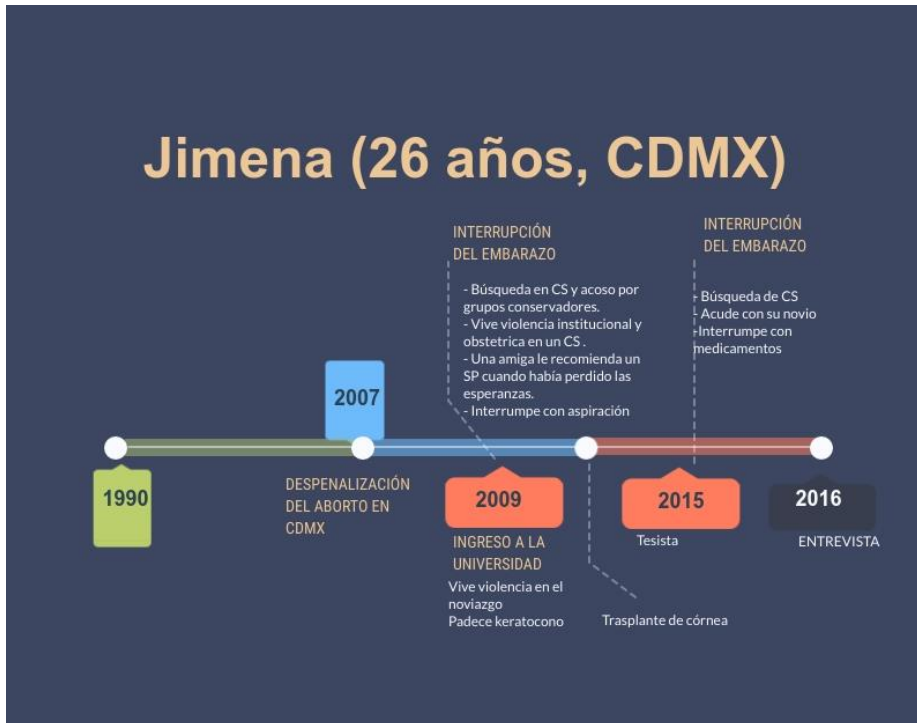 Jimena (26 años, CDMX)
INTERRUPCIÓN
DEL EMBARAZO
- Búsqueda en CS y acoso por
grupos conservadores.
- Vive violencia institucional y
obstetrica en un CS .
- Una amiga le recomienda un
SP cuando había perdido las
esperanzas.
- Interrumpe con aspiración
INTERRUPCIÓN
DEL EMBARAZO
- Búsqueda de CS
- Acude con su novio
-Interrumpe con
medicamentos
2007
1990
DESPENALIZACIÓN
DEL ABORTO EN
CDMX
2009
INGRESO A LA
UNIVERSIDAD
Vive violencia en el
noviazgo
Padece keratocono
Trasplante de córnea
2015
Tesista
2016
ENTREVISTA